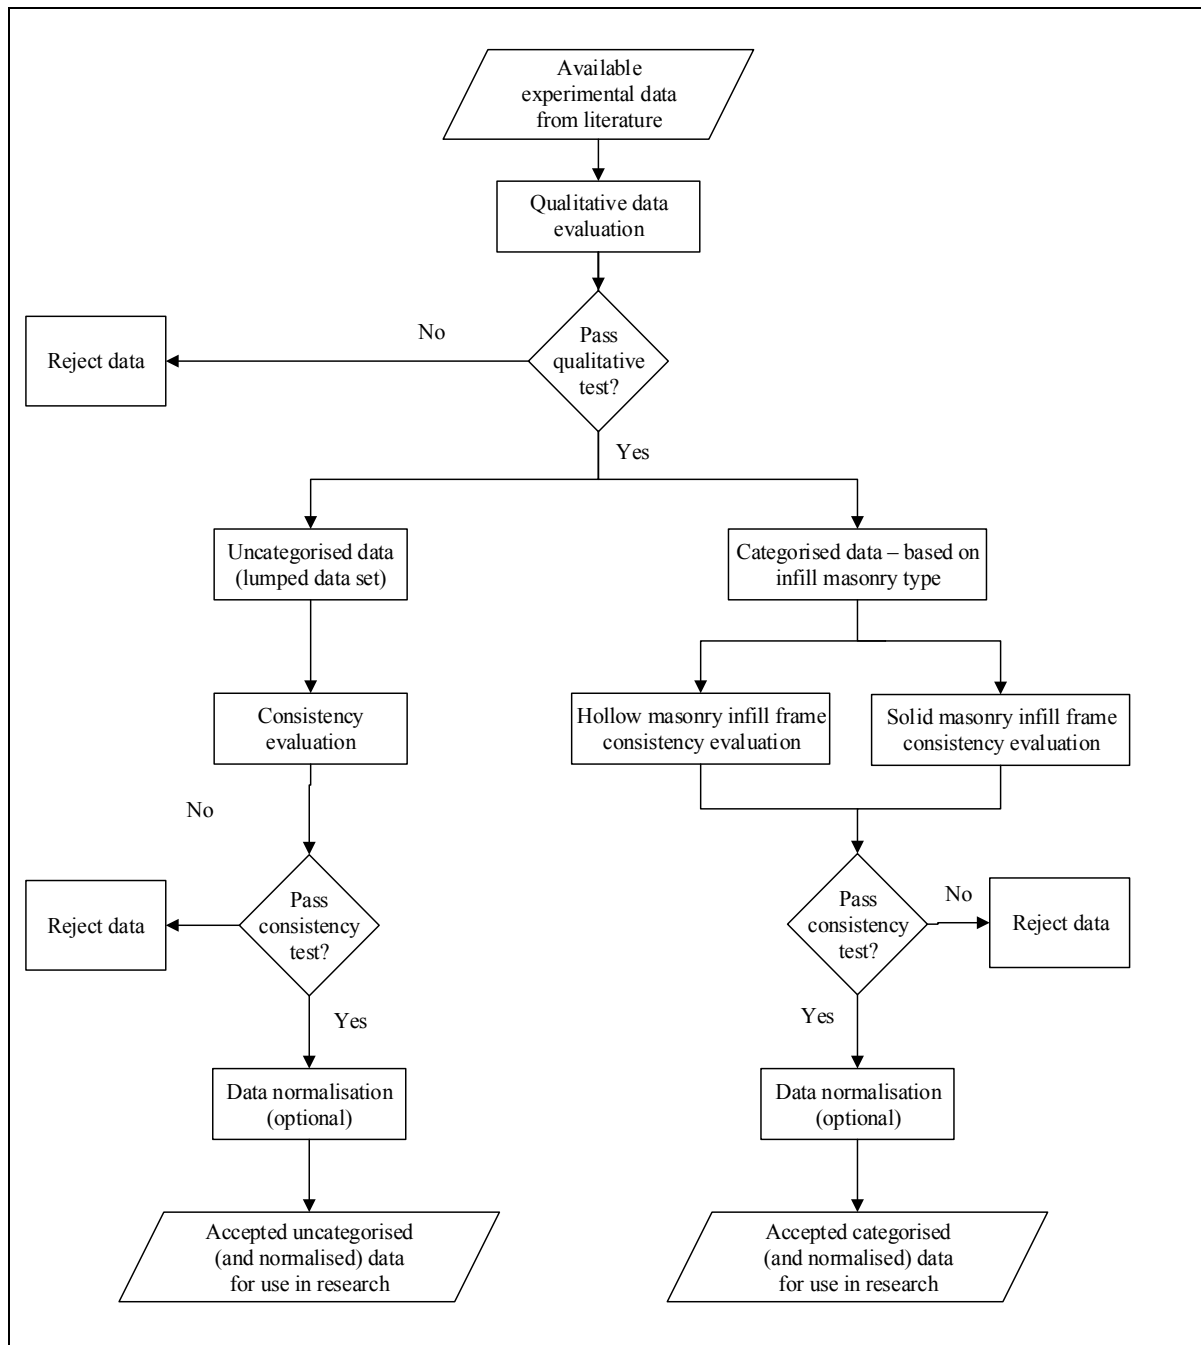 Available
experimental data
from literature
Qualitative data
evaluation
No
Pass
qualitative
test?
Reject data
Yes
Uncategorised data
(lumped data set)
Categorised data – based on
infill masonry type
Consistency
evaluation
Hollow masonry infill frame
consistency evaluation
Solid masonry infill frame
consistency evaluation
No
Pass
consistency
test?
Reject data
Pass
consistency
test?
No
Reject data
Yes
Yes
Data normalisation
(optional)
Data normalisation
(optional)
Accepted uncategorised
(and normalised) data
for use in research
Accepted categorised
(and normalised) data
for use in research